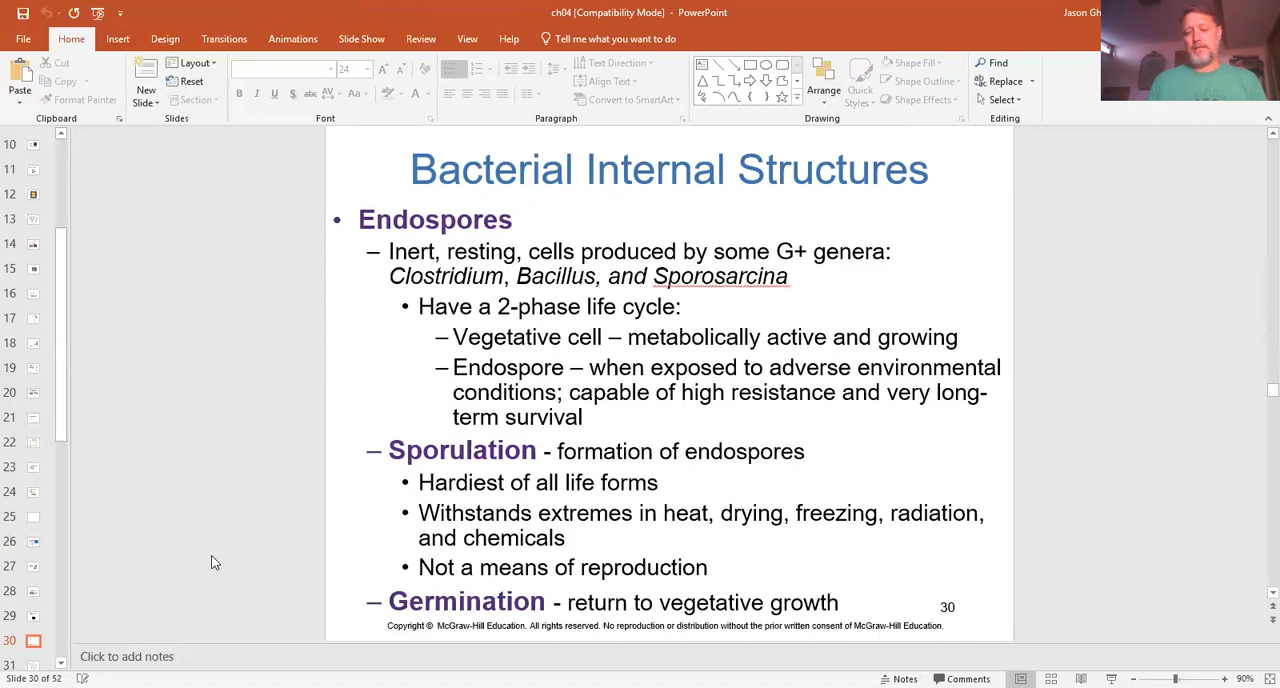 ch04 [Compatibility Mode] - PowerPoint
Jason Gh
File Home Insert Design Transitions Animations Slide Show Review View Help Tell me what you want to do
Paste
Cut
Copy
Format Painter
Clipboard
New
Slide
Layout
Reset
Section
Slides
24
B I U S abc AV Aa A
Font
Text Direction
Align Text
Convert to SmartArt
Paragraph
Arrange
Quick
Styles
Shape Fill
Shape Outline
Shape Effects
Drawing
Find
Replace
Select
Editing
10
11
12
13
14
15
16
17
18
19
20
21
22
23
24
25
26
27
28
29
30
31
Bacterial Internal Structures
• Endospores
– Inert, resting, cells produced by some G+ genera:
Clostridium, Bacillus, and Sporosarcina
• Have a 2-phase life cycle:
– Vegetative cell – metabolically active and growing
– Endospore – when exposed to adverse environmental
conditions; capable of high resistance and very long-
term survival
– Sporulation - formation of endospores
• Hardiest of all life forms
• Withstands extremes in heat, drying, freezing, radiation,
and chemicals
• Not a means of reproduction
– Germination - return to vegetative growth
30
Copyright © McGraw-Hill Education. All rights reserved. No reproduction or distribution without the prior written consent of McGraw-Hill Education.
Click to add notes
Slide 30 of 52
Notes Comments
90%